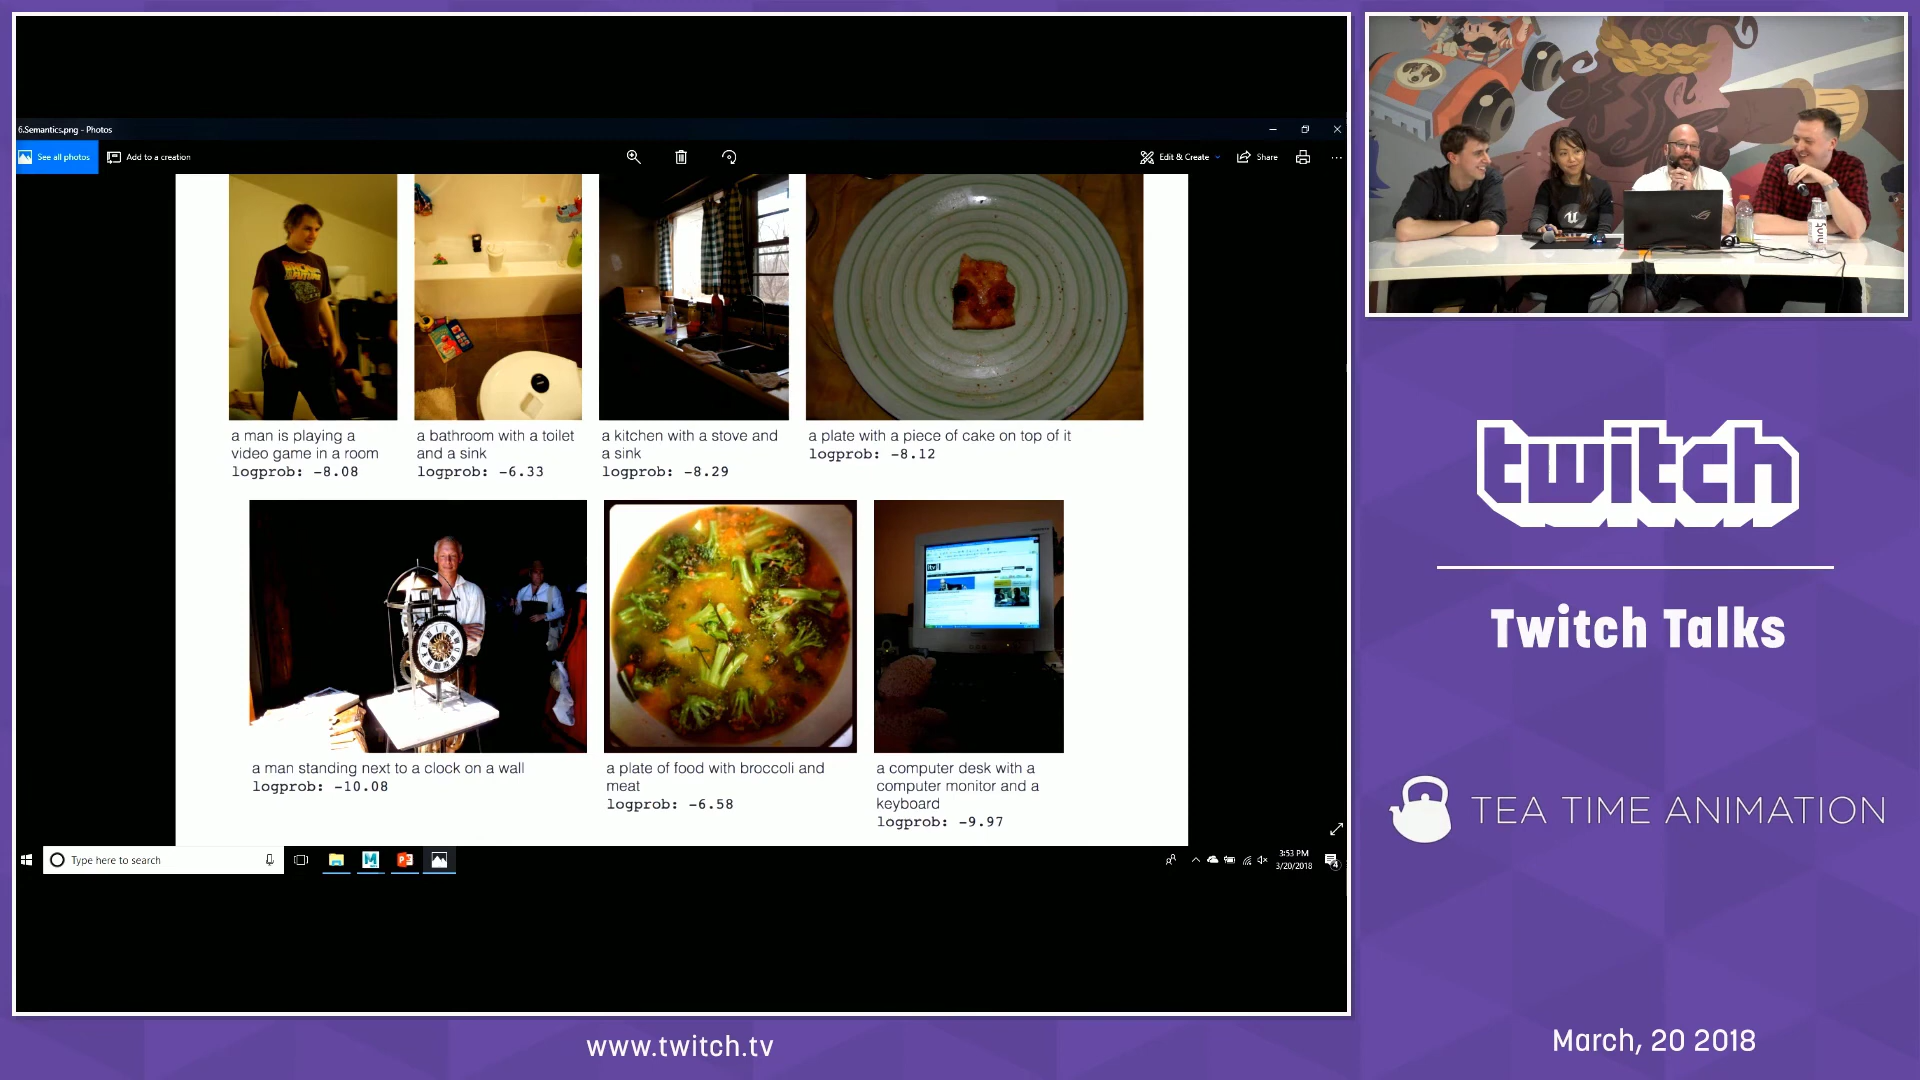 6.Semantics.png - Photos
See all photos
Add to a creation
Edit & Create
Share
a man is playing a
video game in a room
logprob: -8.08
a bathroom with a toilet
and a sink
logprob: -6.33
a kitchen with a stove and
a sink
logprob: -8.29
a plate with a piece of cake on top of it
logprob: -8.12
a man standing next to a clock on a wall
logprob: -10.08
a plate of food with broccoli and
meat
logprob: -6.58
a computer desk with a
computer monitor and a
keyboard
logprob: -9.97
Type here to search
3:53 PM
3/20/2018
4
hint
twitch
Twitch Talks
TEA TIME ANIMATION
www.twitch.tv
March, 20 2018